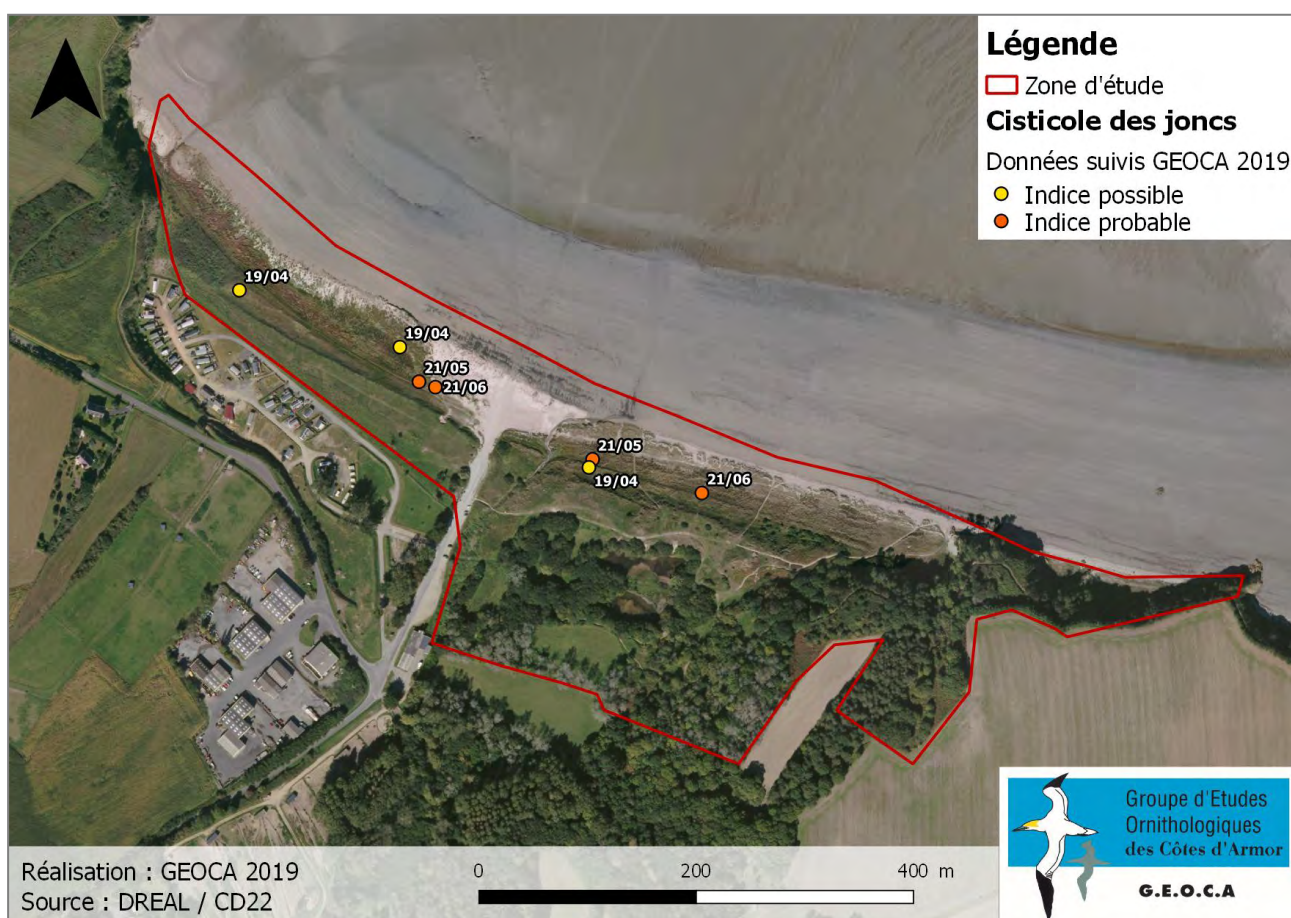 Légende
Zone d'étude
Cisticole des joncs
Données suivis GEOCA 2019
Indice possible
Indice probable
19/04
19/04
21/05
21/06
21/05
19/04
21/06
Réalisation : GEOCA 2019
Source : DREAL / CD22
0 200 400 m
Groupe d'Etudes
Ornithologiques
des Côtes d'Armor
G.E.O.C.A